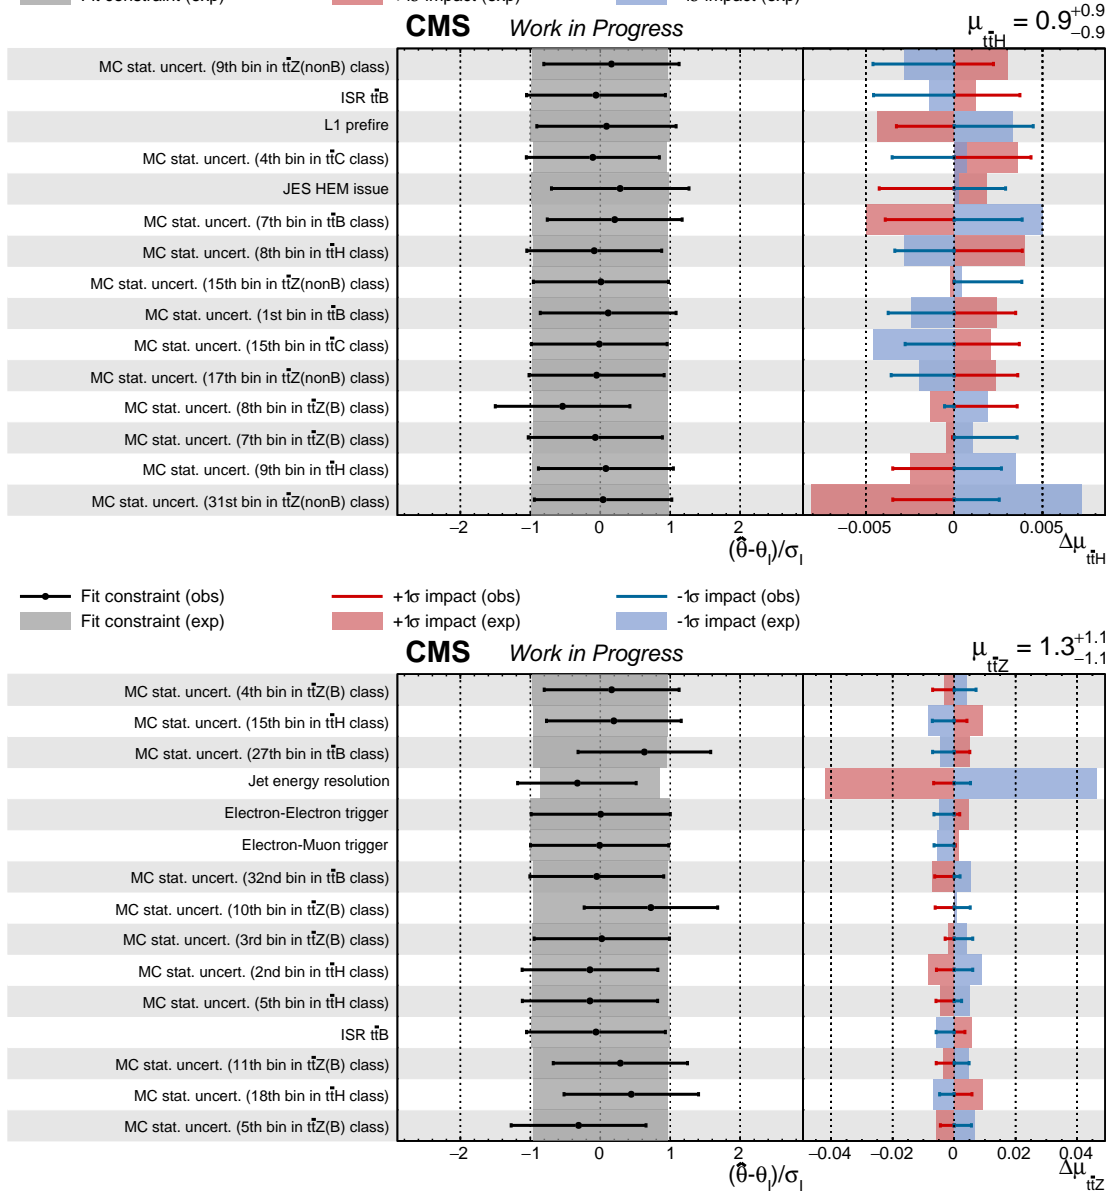 Fit constraint (exp) +1σ impact (exp) -1σ impact (exp)
CMS Work in Progress μtt̄H = 0.9 +0.9 −0.9
MC stat. uncert. (9th bin in tt̄Z(nonB) class)
ISR tt̄B
L1 prefire
MC stat. uncert. (4th bin in tt̄C class)
JES HEM issue
MC stat. uncert. (7th bin in tt̄B class)
MC stat. uncert. (8th bin in tt̄H class)
MC stat. uncert. (15th bin in tt̄Z(nonB) class)
MC stat. uncert. (1st bin in tt̄B class)
MC stat. uncert. (15th bin in tt̄C class)
MC stat. uncert. (17th bin in tt̄Z(nonB) class)
MC stat. uncert. (8th bin in tt̄Z(B) class)
MC stat. uncert. (7th bin in tt̄Z(B) class)
MC stat. uncert. (9th bin in tt̄H class)
MC stat. uncert. (31st bin in tt̄Z(nonB) class)
−2 −1 0 1 2 −0.005 0 0.005
(θ̂-θI)/σI Δμtt̄H
Fit constraint (obs) +1σ impact (obs) -1σ impact (obs)
Fit constraint (exp) +1σ impact (exp) -1σ impact (exp)
CMS Work in Progress μtt̄Z = 1.3 +1.1 −1.1
MC stat. uncert. (4th bin in tt̄Z(B) class)
MC stat. uncert. (15th bin in tt̄H class)
MC stat. uncert. (27th bin in tt̄B class)
Jet energy resolution
Electron-Electron trigger
Electron-Muon trigger
MC stat. uncert. (32nd bin in tt̄B class)
MC stat. uncert. (10th bin in tt̄Z(B) class)
MC stat. uncert. (3rd bin in tt̄Z(B) class)
MC stat. uncert. (2nd bin in tt̄H class)
MC stat. uncert. (5th bin in tt̄H class)
ISR tt̄B
MC stat. uncert. (11th bin in tt̄Z(B) class)
MC stat. uncert. (18th bin in tt̄H class)
MC stat. uncert. (5th bin in tt̄Z(B) class)
−2 −1 0 1 2 −0.04 −0.02 0 0.02 0.04
(θ̂-θI)/σI Δμtt̄Z